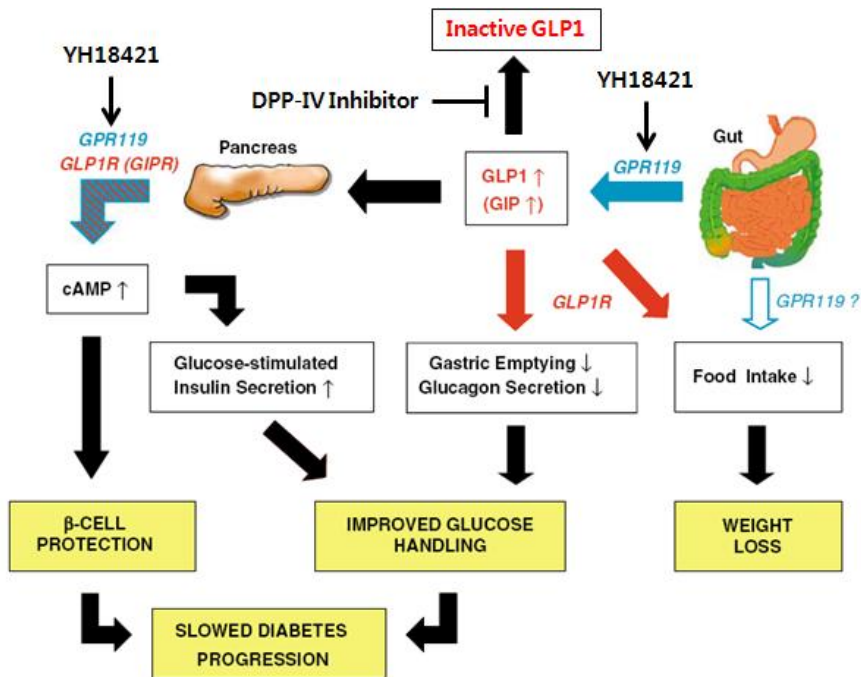 Inactive GLP1
YH18421
DPP-IV Inhibitor
YH18421
GPR119
GLP1R (GIPR)
Pancreas
GLP1 ↑
(GIP ↑)
GPR119
Gut
cAMP ↑
GLP1R
GPR119 ?
Glucose-stimulated
Insulin Secretion ↑
Gastric Emptying ↓
Glucagon Secretion ↓
Food Intake ↓
β-CELL
PROTECTION
IMPROVED GLUCOSE
HANDLING
WEIGHT
LOSS
SLOWED DIABETES
PROGRESSION